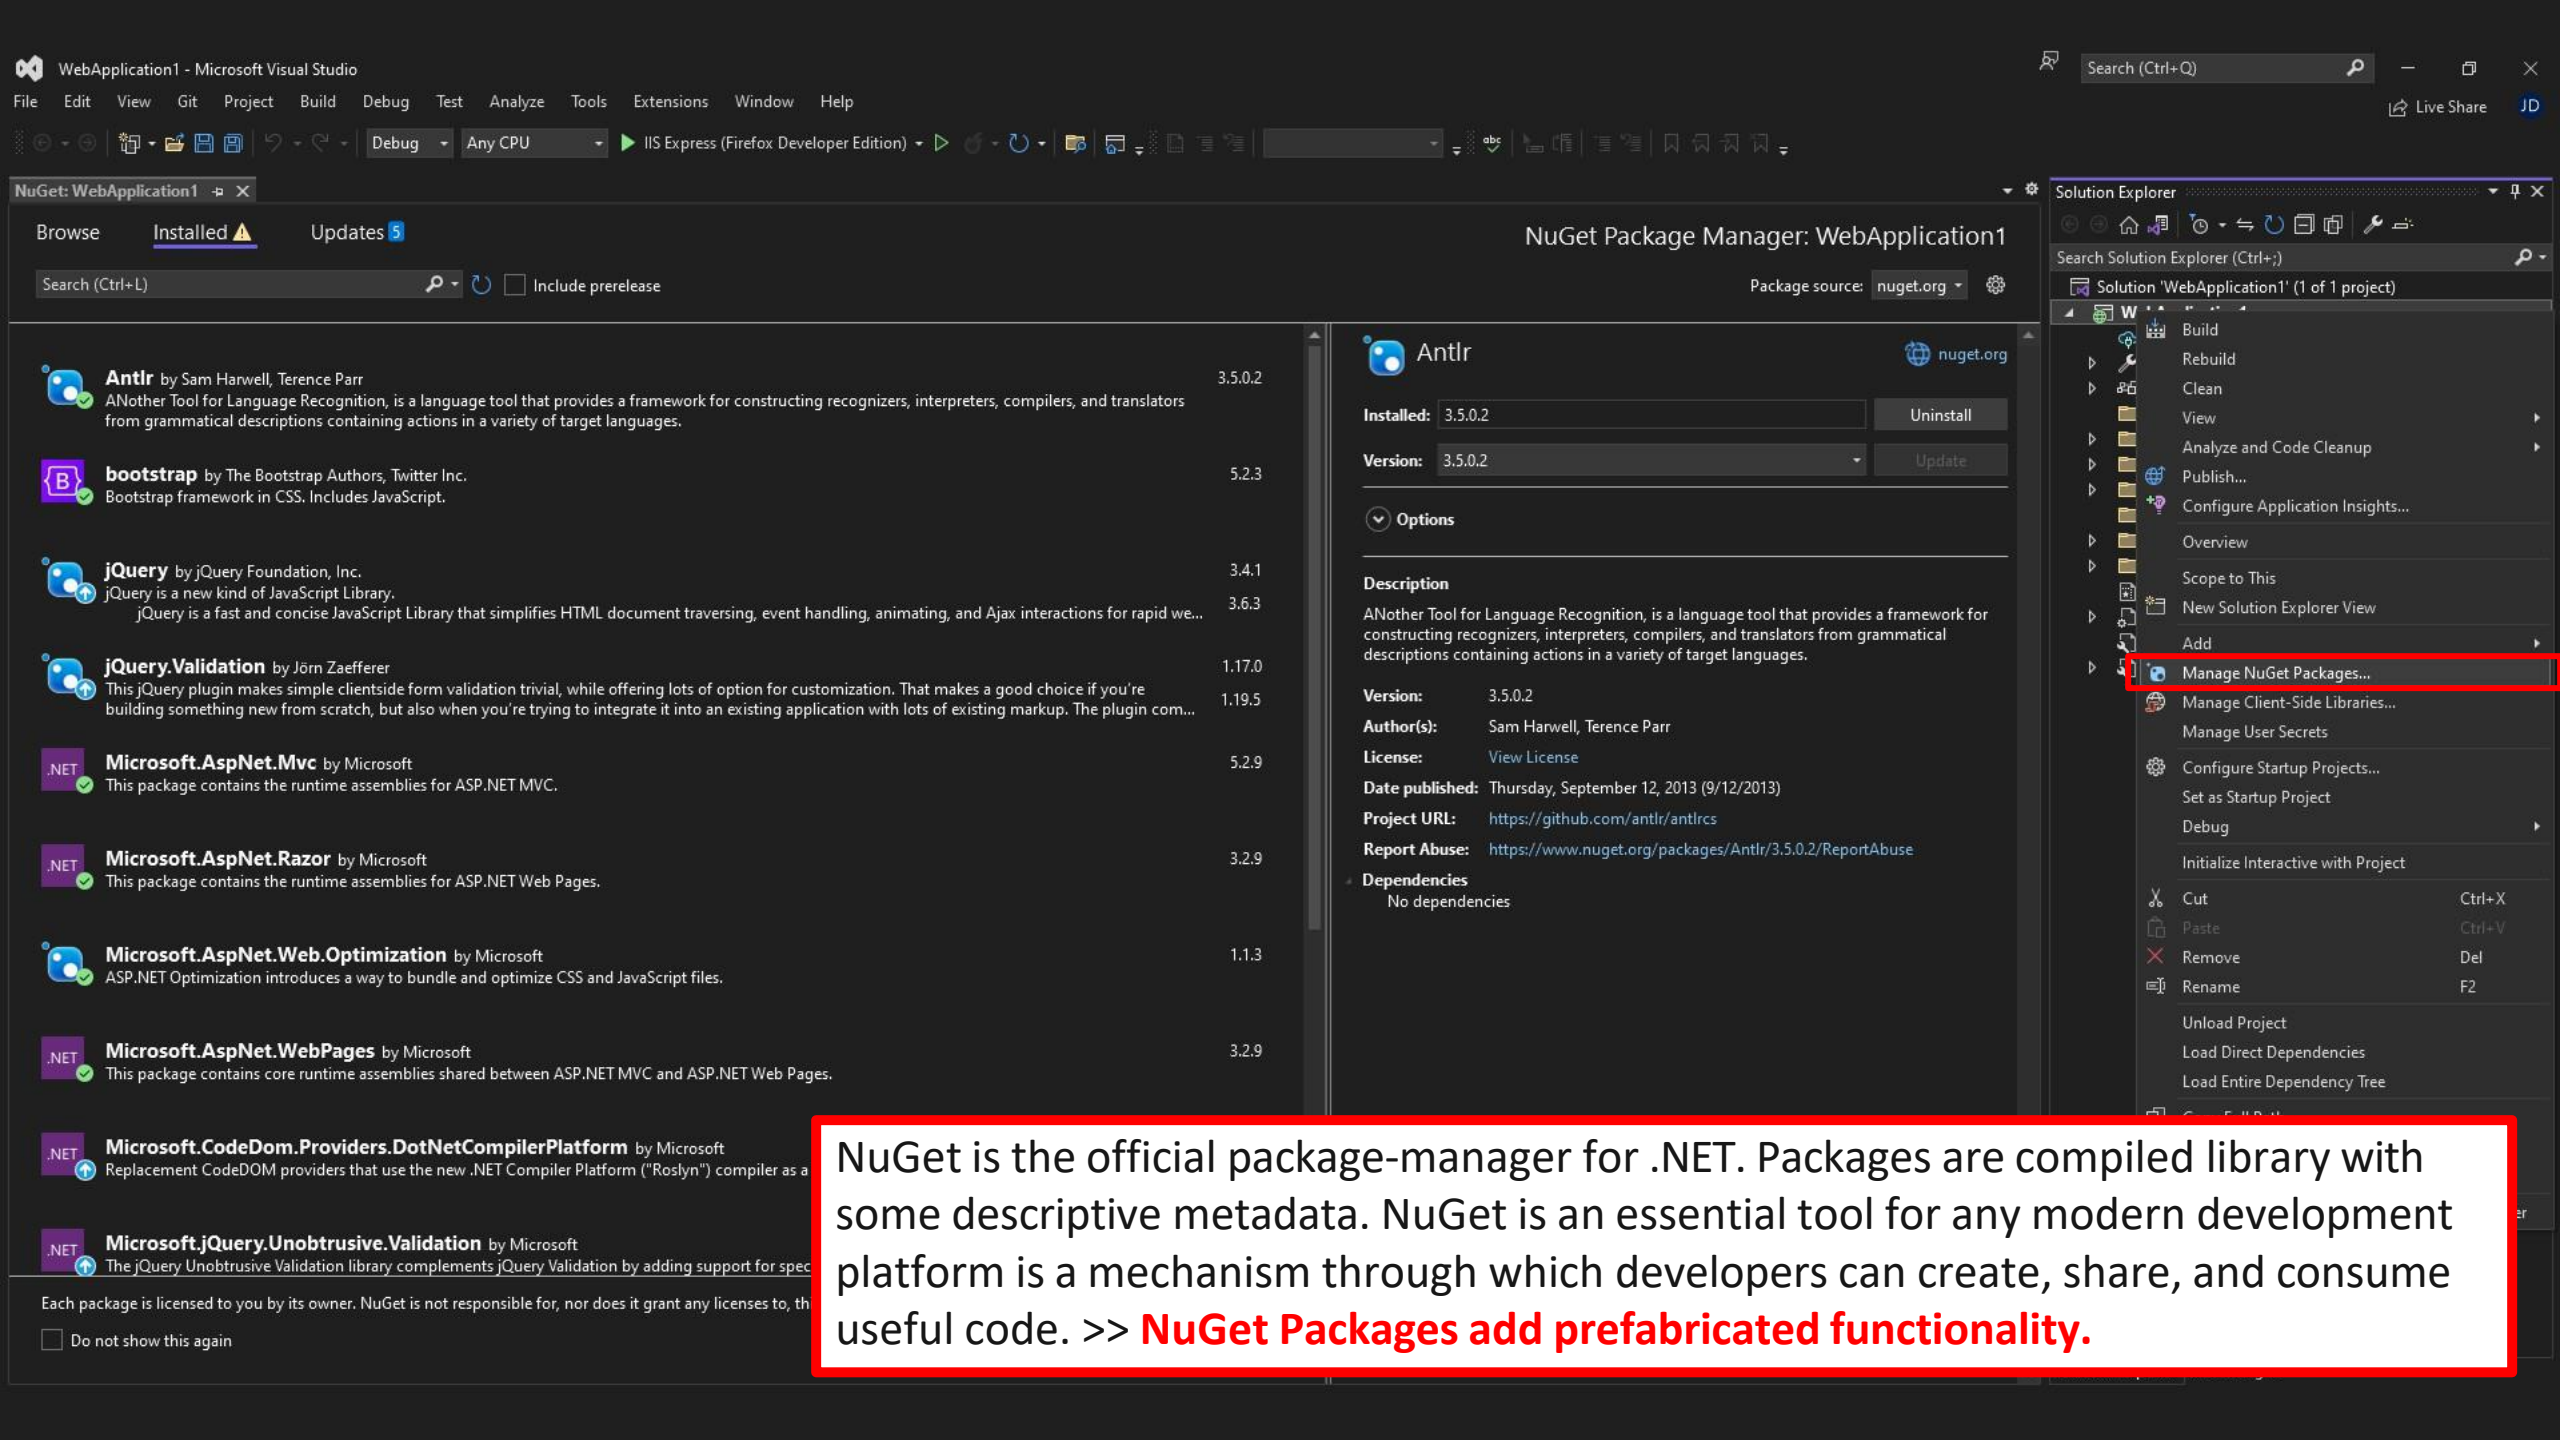 WebApplication1 - Microsoft Visual Studio
Search (Ctrl+Q)
File Edit View Git Project Build Debug Test Analyze Tools Extensions Window Help
Live Share JD
Debug Any CPU IIS Express (Firefox Developer Edition)
NuGet: WebApplication1
Browse Installed Updates 5
NuGet Package Manager: WebApplication1
Search (Ctrl+L) Include prerelease
Package source: nuget.org
Antlr by Sam Harwell, Terence Parr 3.5.0.2
ANother Tool for Language Recognition, is a language tool that provides a framework for constructing recognizers, interpreters, compilers, and translators
from grammatical descriptions containing actions in a variety of target languages.
bootstrap by The Bootstrap Authors, Twitter Inc. 5.2.3
Bootstrap framework in CSS. Includes JavaScript.
jQuery by jQuery Foundation, Inc. 3.4.1
jQuery is a new kind of JavaScript Library.
jQuery is a fast and concise JavaScript Library that simplifies HTML document traversing, event handling, animating, and Ajax interactions for rapid we... 3.6.3
jQuery.Validation by Jörn Zaefferer 1.17.0
This jQuery plugin makes simple clientside form validation trivial, while offering lots of option for customization. That makes a good choice if you're
building something new from scratch, but also when you're trying to integrate it into an existing application with lots of existing markup. The plugin com... 1.19.5
.NET Microsoft.AspNet.Mvc by Microsoft 5.2.9
This package contains the runtime assemblies for ASP.NET MVC.
.NET Microsoft.AspNet.Razor by Microsoft 3.2.9
This package contains the runtime assemblies for ASP.NET Web Pages.
Microsoft.AspNet.Web.Optimization by Microsoft 1.1.3
ASP.NET Optimization introduces a way to bundle and optimize CSS and JavaScript files.
.NET Microsoft.AspNet.WebPages by Microsoft 3.2.9
This package contains core runtime assemblies shared between ASP.NET MVC and ASP.NET Web Pages.
.NET Microsoft.CodeDom.Providers.DotNetCompilerPlatform by Microsoft
Replacement CodeDOM providers that use the new .NET Compiler Platform ("Roslyn") compiler as a
.NET Microsoft.jQuery.Unobtrusive.Validation by Microsoft
The jQuery Unobtrusive Validation library complements jQuery Validation by adding support for spec
Each package is licensed to you by its owner. NuGet is not responsible for, nor does it grant any licenses to, th
Do not show this again
Antlr nuget.org
Installed: 3.5.0.2 Uninstall
Version: 3.5.0.2 Update
Options
Description
ANother Tool for Language Recognition, is a language tool that provides a framework for
constructing recognizers, interpreters, compilers, and translators from grammatical
descriptions containing actions in a variety of target languages.
Version: 3.5.0.2
Author(s): Sam Harwell, Terence Parr
License: View License
Date published: Thursday, September 12, 2013 (9/12/2013)
Project URL: https://github.com/antlr/antlrcs
Report Abuse: https://www.nuget.org/packages/Antlr/3.5.0.2/ReportAbuse
Dependencies
No dependencies
Solution Explorer
Search Solution Explorer (Ctrl+;)
Solution 'WebApplication1' (1 of 1 project)
Build
Rebuild
Clean
View
Analyze and Code Cleanup
Publish...
Configure Application Insights...
Overview
Scope to This
New Solution Explorer View
Add
Manage NuGet Packages...
Manage Client-Side Libraries...
Manage User Secrets
Configure Startup Projects...
Set as Startup Project
Debug
Initialize Interactive with Project
Cut Ctrl+X
Paste Ctrl+V
Remove Del
Rename F2
Unload Project
Load Direct Dependencies
Load Entire Dependency Tree
NuGet is the official package-manager for .NET. Packages are compiled library with
some descriptive metadata. NuGet is an essential tool for any modern development
platform is a mechanism through which developers can create, share, and consume
useful code. >> NuGet Packages add prefabricated functionality.